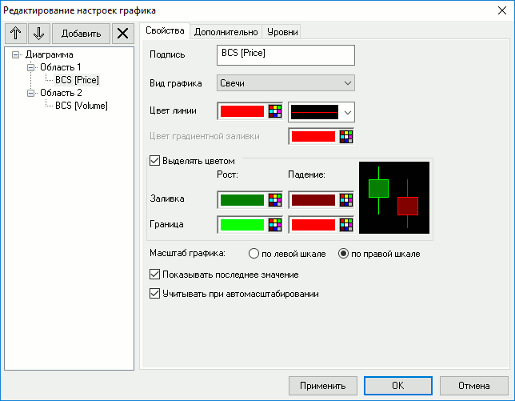 Редактирование настроек графика
Добавить
Диаграмма
Область 1
BCS [Price]
Область 2
BCS [Volume]
Свойства
Дополнительно
Уровни
Подпись
BCS [Price]
Вид графика
Свечи
Цвет линии
Цвет градиентной заливки
Выделять цветом
Рост:
Падение:
Заливка
Граница
Масштаб графика:
по левой шкале
по правой шкале
Показывать последнее значение
Учитывать при автомасштабировании
Применить
OK
Отмена